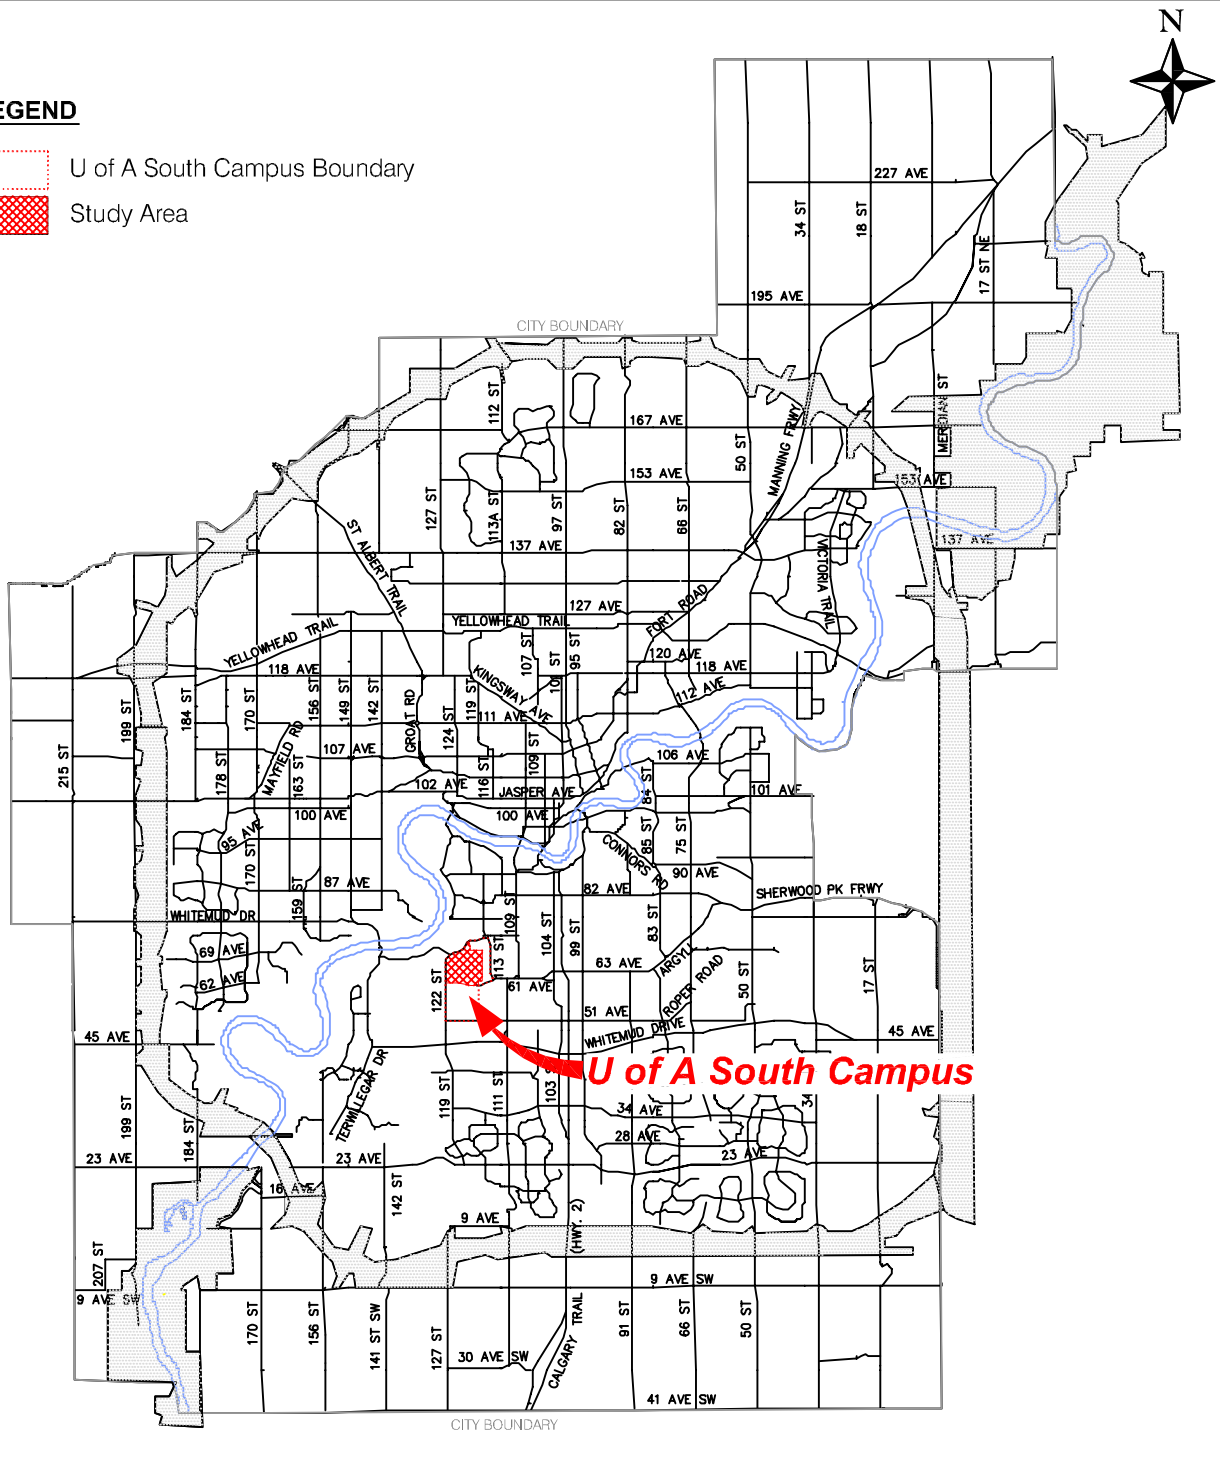 N
EGEND
U of A South Campus Boundary
Study Area
227 AVE
34 ST
18 ST
17 ST NE
195 AVE
CITY BOUNDARY
MERIDIAN ST
112 ST
167 AVE
MANNING FRWY
50 ST
153 AVE
153 AVE
127 ST
113A ST
97 ST
82 ST
66 ST
ST ALBERT TRAIL
137 AVE
137 AVE
VICTORIA TRAIL
127 AVE
FORT ROAD
YELLOWHEAD TRAIL
YELLOWHEAD TRAIL
107 ST
101 ST
95 ST
120 AVE
118 AVE
118 AVE
KINGSWAY AVE
112 AVE
199 ST
184 ST
170 ST
156 ST
149 ST
142 ST
GROAT RD
119 ST
111 AVE
124 ST
MAYFIELD RD
215 ST
178 ST
163 ST
107 AVE
109 ST
106 AVE
116 ST
102 AVE
JASPER AVE
84 ST
101 AVE
100 AVE
100 AVE
95 AVE
85 ST
75 ST
CONNORS RD
170 ST
87 AVE
159 ST
90 AVE
82 AVE
SHERWOOD PK FRWY
WHITEMUD DR
109 ST
104 ST
99 ST
83 ST
69 AVE
113 ST
63 AVE
ARGYLL
62 AVE
122 ST
61 AVE
ROPER ROAD
50 ST
17 ST
51 AVE
WHITEMUD DRIVE
45 AVE
45 AVE
U of A South Campus
TERWILLEGAR DR
199 ST
184 ST
119 ST
111 ST
103 S
34 AVE
34
28 AVE
23 AVE
23 AVE
23 AVE
16 AVE
142 ST
9 AVE
(HWY. 2)
207 ST
9 AVE SW
9 AVE SW
170 ST
156 ST
141 ST SW
127 ST
CALGARY TRAIL
91 ST
66 ST
50 ST
30 AVE SW
41 AVE SW
CITY BOUNDARY